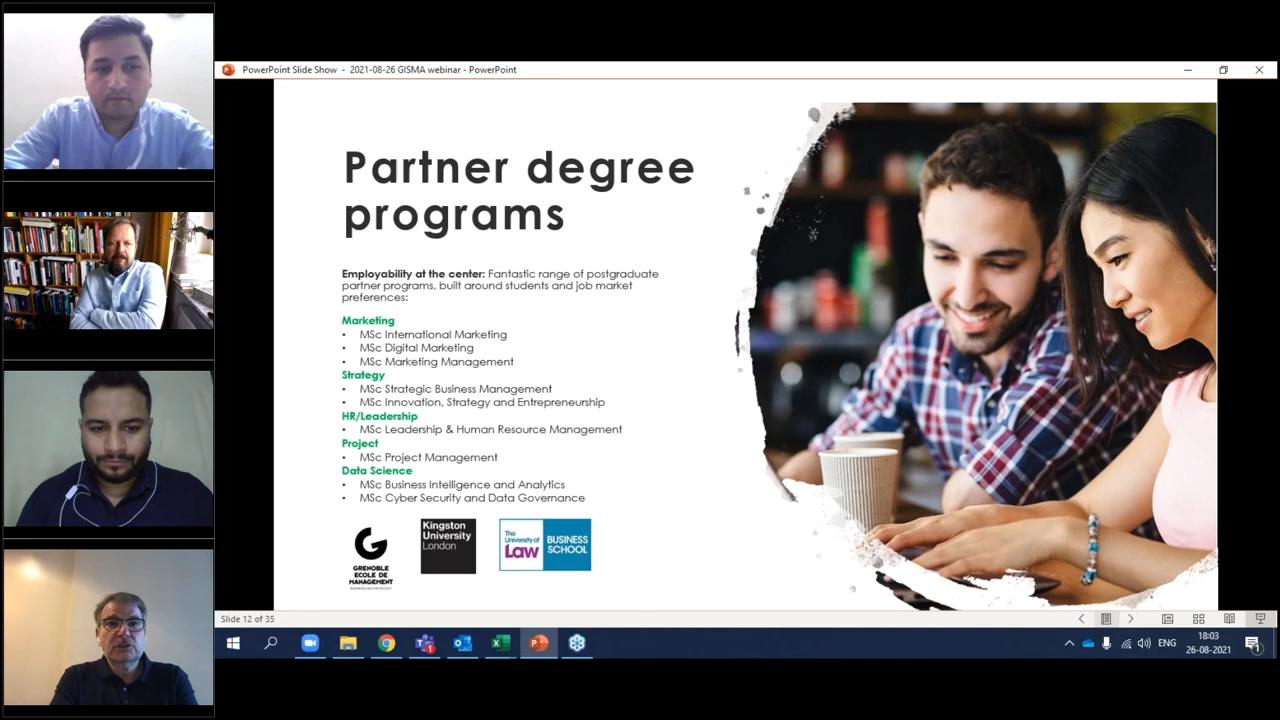 PowerPoint Slide Show - 2021-08-26 GISMA webinar - PowerPoint
Partner degree
programs
Employability at the center: Fantastic range of postgraduate
partner programs, built around students and job market
preferences:
Marketing
• MSc International Marketing
• MSc Digital Marketing
• MSc Marketing Management
Strategy
• MSc Strategic Business Management
• MSc Innovation, Strategy and Entrepreneurship
HR/Leadership
• MSc Leadership & Human Resource Management
Project
• MSc Project Management
Data Science
• MSc Business Intelligence and Analytics
• MSc Cyber Security and Data Governance
GRENOBLE
ECOLE DE
MANAGEMENT
Kingston
University
London
The
University of
Law
BUSINESS
SCHOOL
Slide 12 of 35
ENG
18:03
26-08-2021